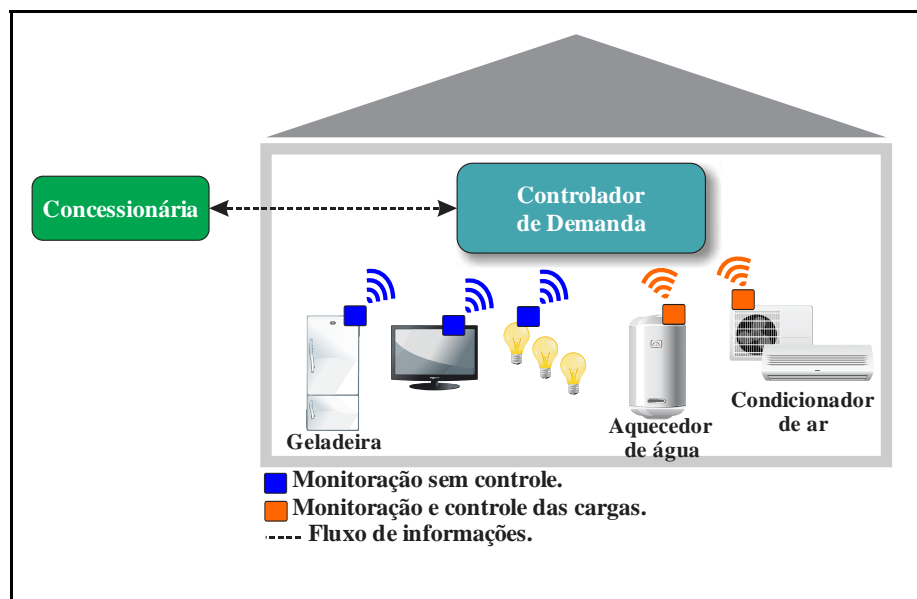 Concessionária
Controlador
de Demanda
Geladeira
Aquecedor
de água
Condicionador
de ar
Monitoração sem controle.
Monitoração e controle das cargas.
Fluxo de informações.